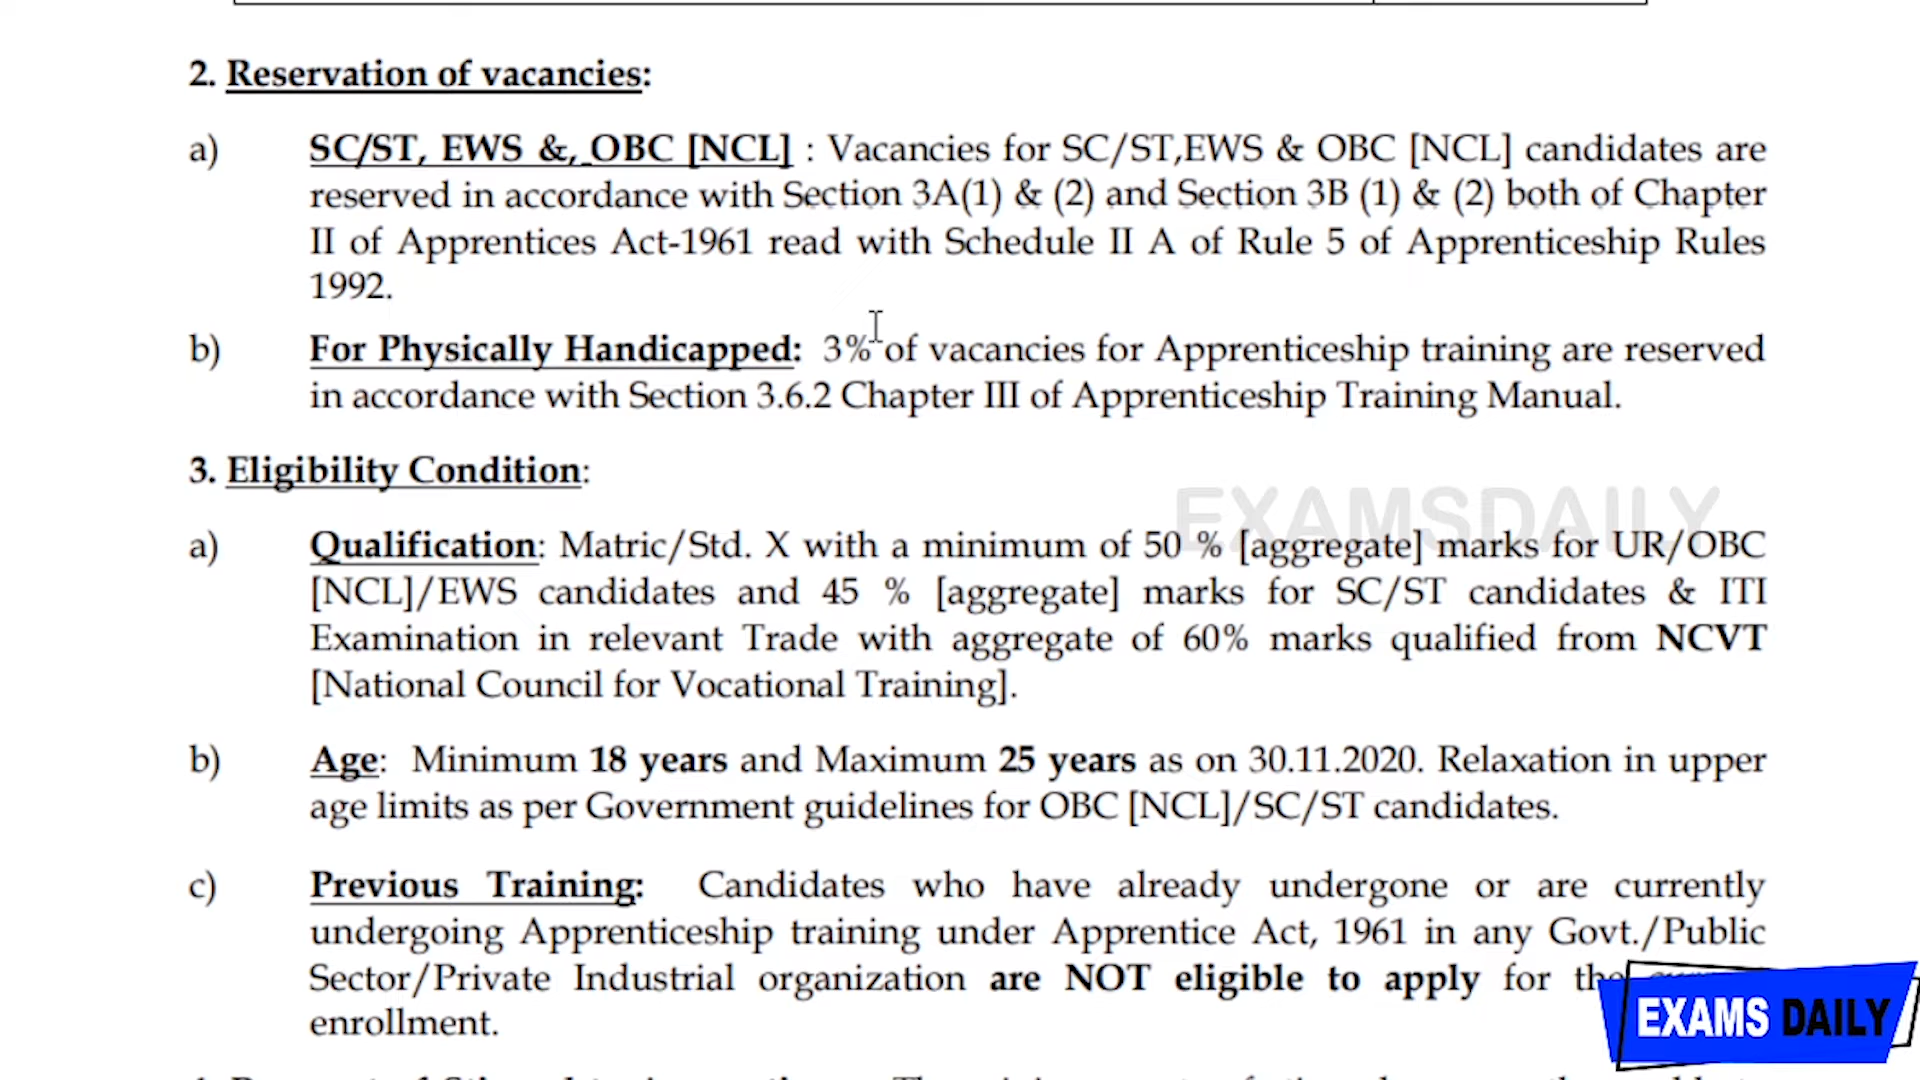 2. Reservation of vacancies:
a) SC/ST, EWS &, OBC [NCL] : Vacancies for SC/ST,EWS & OBC [NCL] candidates are
reserved in accordance with Section 3A(1) & (2) and Section 3B (1) & (2) both of Chapter
II of Apprentices Act-1961 read with Schedule II A of Rule 5 of Apprenticeship Rules
1992.
b) For Physically Handicapped: 3% of vacancies for Apprenticeship training are reserved
in accordance with Section 3.6.2 Chapter III of Apprenticeship Training Manual.
3. Eligibility Condition:
EXAMSDAILY
a) Qualification: Matric/Std. X with a minimum of 50 % [aggregate] marks for UR/OBC
[NCL]/EWS candidates and 45 % [aggregate] marks for SC/ST candidates & ITI
Examination in relevant Trade with aggregate of 60% marks qualified from NCVT
[National Council for Vocational Training].
b) Age: Minimum 18 years and Maximum 25 years as on 30.11.2020. Relaxation in upper
age limits as per Government guidelines for OBC [NCL]/SC/ST candidates.
c) Previous Training: Candidates who have already undergone or are currently
undergoing Apprenticeship training under Apprentice Act, 1961 in any Govt./Public
Sector/Private Industrial organization are NOT eligible to apply for the
enrollment.
EXAMS DAILY